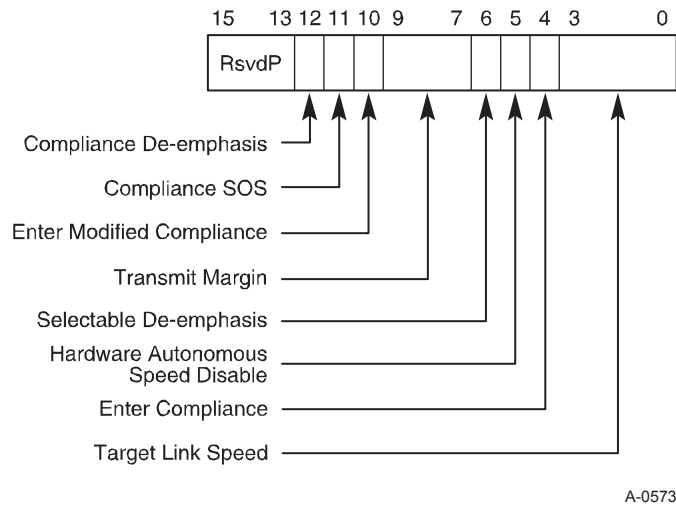 15 13 12 11 10 9 7 6 5 4 3 0
RsvdP
Compliance De-emphasis
Compliance SOS
Enter Modified Compliance
Transmit Margin
Selectable De-emphasis
Hardware Autonomous
Speed Disable
Enter Compliance
Target Link Speed
A-0573